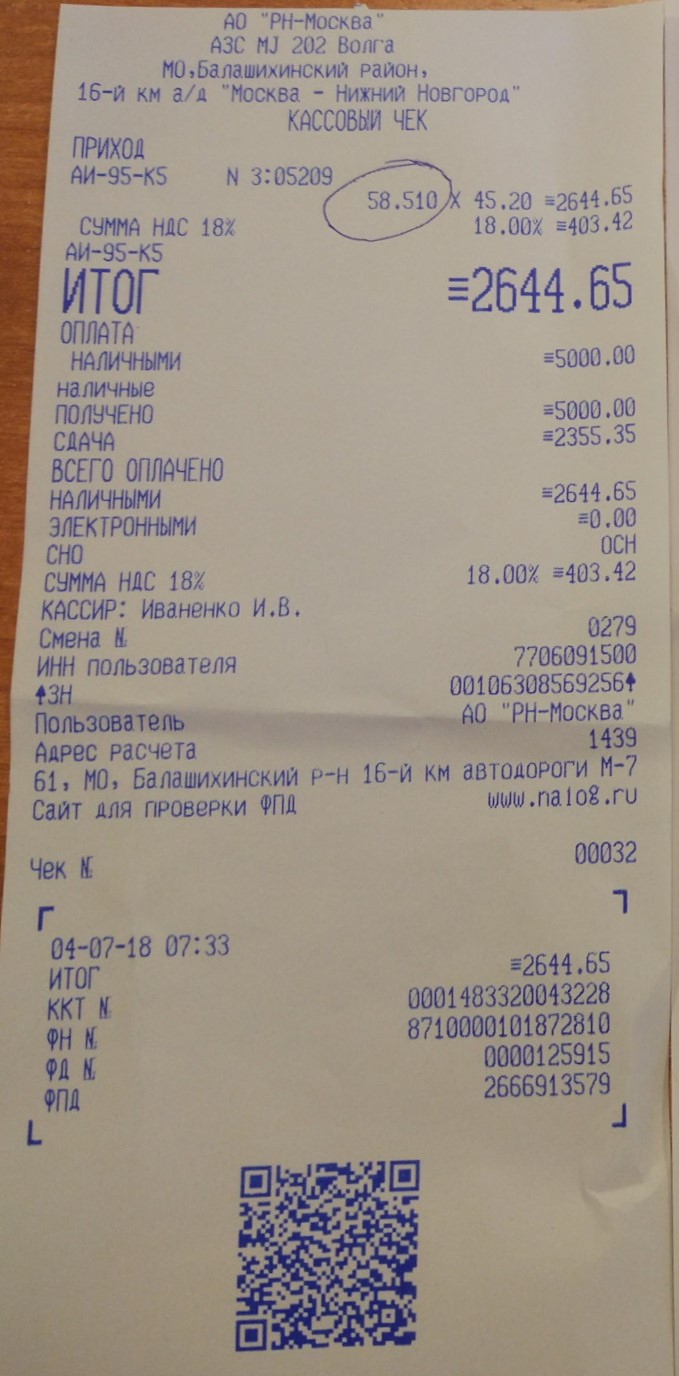 АО "РН-Москва"
АЗС MJ 202 Волга
МО,Балашихинский район,
16-й км а/д "Москва - Нижний Новгород"
КАССОВЫЙ ЧЕК
ПРИХОД
АИ-95-К5 N 3:05209
58.510 X 45.20 ≡2644.65
СУММА НДС 18% 18.00% ≡403.42
АИ-95-К5
ИТОГ ≡2644.65
ОПЛАТА
НАЛИЧНЫМИ ≡5000.00
наличные
ПОЛУЧЕНО ≡5000.00
СДАЧА ≡2355.35
ВСЕГО ОПЛАЧЕНО
НАЛИЧНЫМИ ≡2644.65
ЭЛЕКТРОННЫМИ ≡0.00
СНО ОСН
СУММА НДС 18% 18.00% ≡403.42
КАССИР: Иваненко И.В.
Смена № 0279
ИНН пользователя 7706091500
↑ЗН 00106308569256↑
Пользователь АО "РН-Москва"
Адрес расчета 1439
61, МО, Балашихинский р-н 16-й км автодороги М-7
Сайт для проверки ФПД www.nalog.ru
Чек № 00032
04-07-18 07:33
ИТОГ ≡2644.65
ККТ № 0001483320043228
ФН № 8710000101872810
ФД № 0000125915
ФПД 2666913579